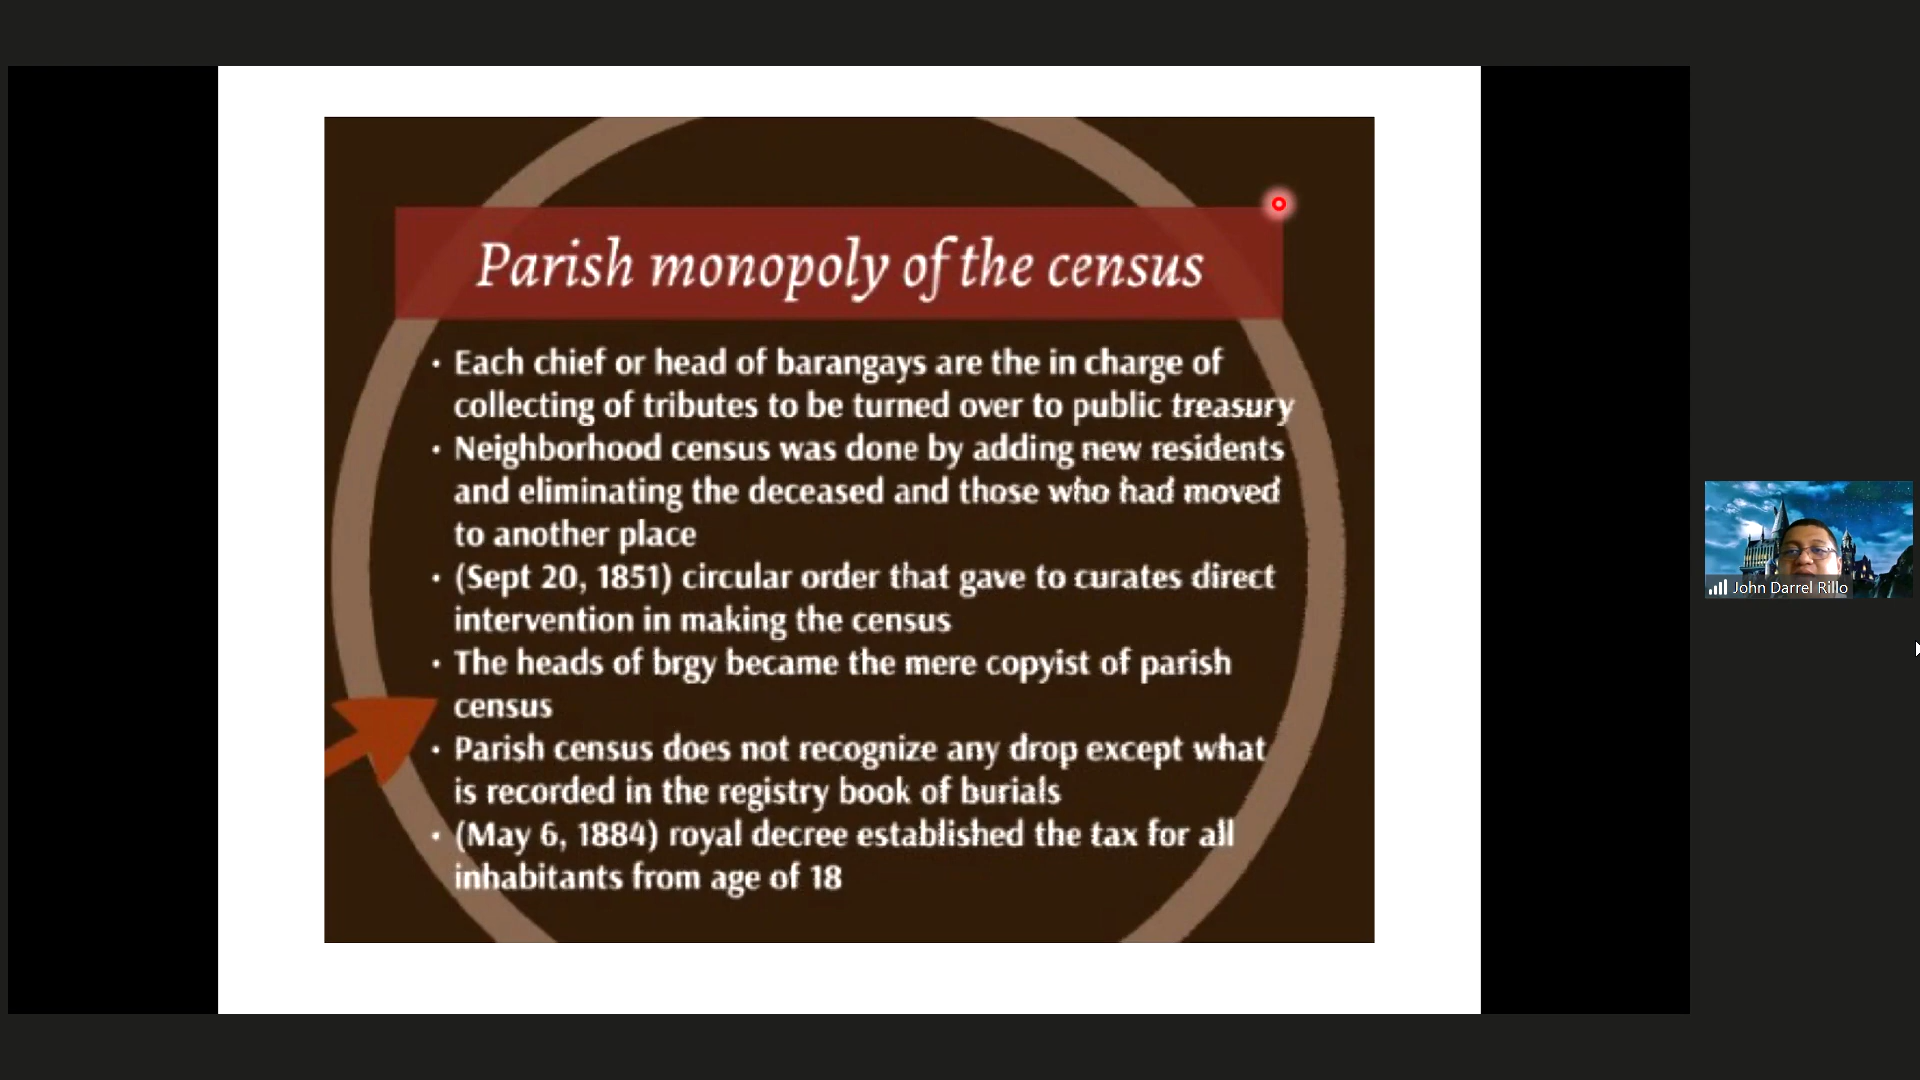 Parish monopoly of the census
• Each chief or head of barangays are the in charge of
collecting of tributes to be turned over to public treasury
• Neighborhood census was done by adding new residents
and eliminating the deceased and those who had moved
to another place
• (Sept 20, 1851) circular order that gave to curates direct
intervention in making the census
• The heads of brgy became the mere copyist of parish
census
• Parish census does not recognize any drop except what
is recorded in the registry book of burials
• (May 6, 1884) royal decree established the tax for all
inhabitants from age of 18
John Darrel Rillo